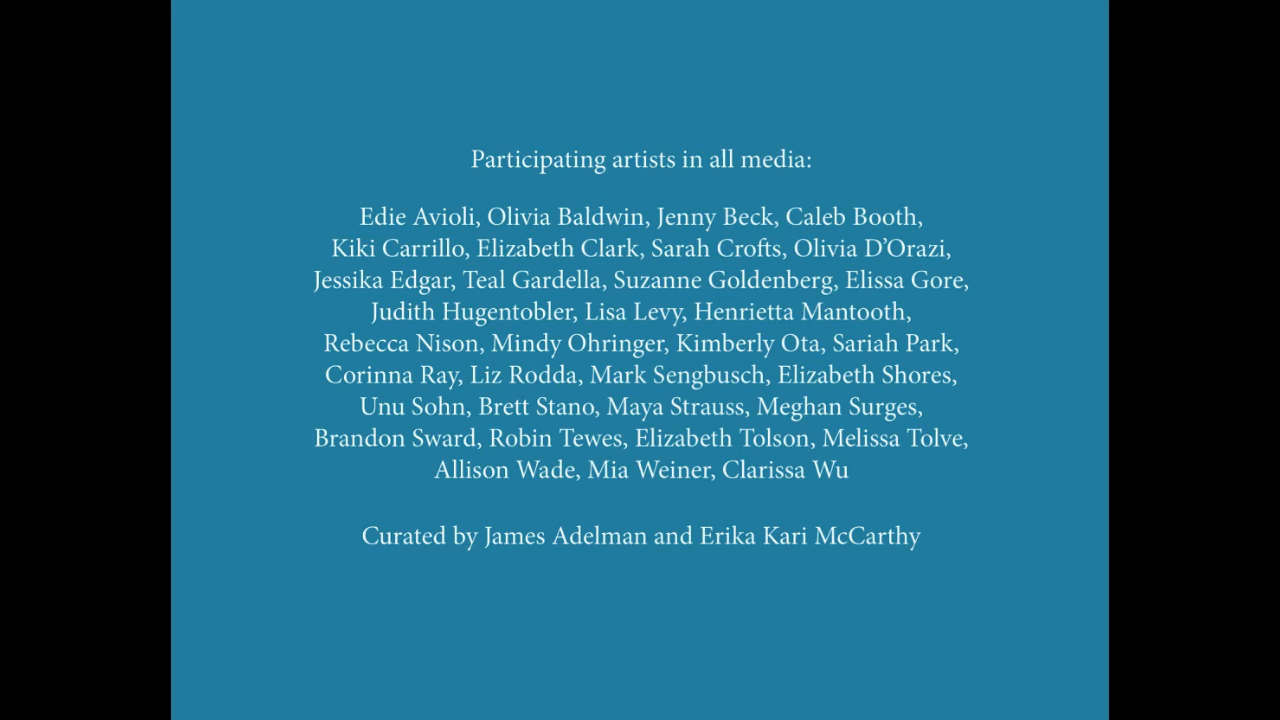 Participating artists in all media:
Edie Avioli, Olivia Baldwin, Jenny Beck, Caleb Booth,
Kiki Carrillo, Elizabeth Clark, Sarah Crofts, Olivia D’Orazi,
Jessika Edgar, Teal Gardella, Suzanne Goldenberg, Elissa Gore,
Judith Hugentobler, Lisa Levy, Henrietta Mantooth,
Rebecca Nison, Mindy Ohringer, Kimberly Ota, Sariah Park,
Corinna Ray, Liz Rodda, Mark Sengbusch, Elizabeth Shores,
Unu Sohn, Brett Stano, Maya Strauss, Meghan Surges,
Brandon Sward, Robin Tewes, Elizabeth Tolson, Melissa Tolve,
Allison Wade, Mia Weiner, Clarissa Wu
Curated by James Adelman and Erika Kari McCarthy